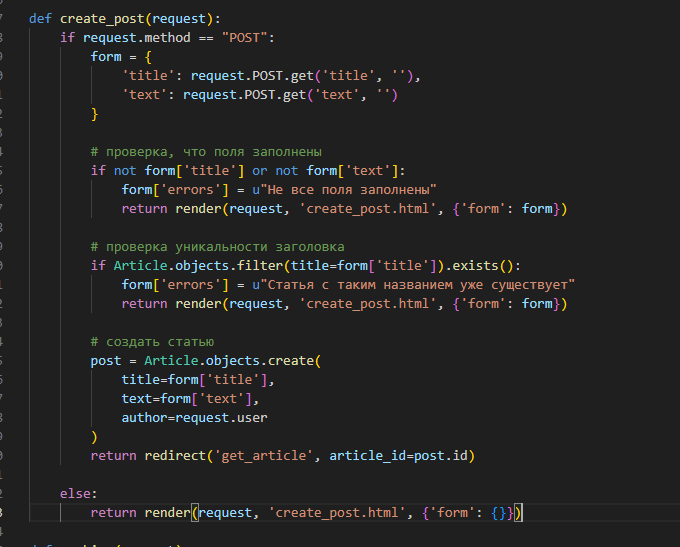 def create_post(request):
    if request.method == "POST":
        form = {
            'title': request.POST.get('title', ''),
            'text': request.POST.get('text', '')
        }

        # проверка, что поля заполнены
        if not form['title'] or not form['text']:
            form['errors'] = u"Не все поля заполнены"
            return render(request, 'create_post.html', {'form': form})

        # проверка уникальности заголовка
        if Article.objects.filter(title=form['title']).exists():
            form['errors'] = u"Статья с таким названием уже существует"
            return render(request, 'create_post.html', {'form': form})

        # создать статью
        post = Article.objects.create(
            title=form['title'],
            text=form['text'],
            author=request.user
        )
        return redirect('get_article', article_id=post.id)

    else:
        return render(request, 'create_post.html', {'form': {}})